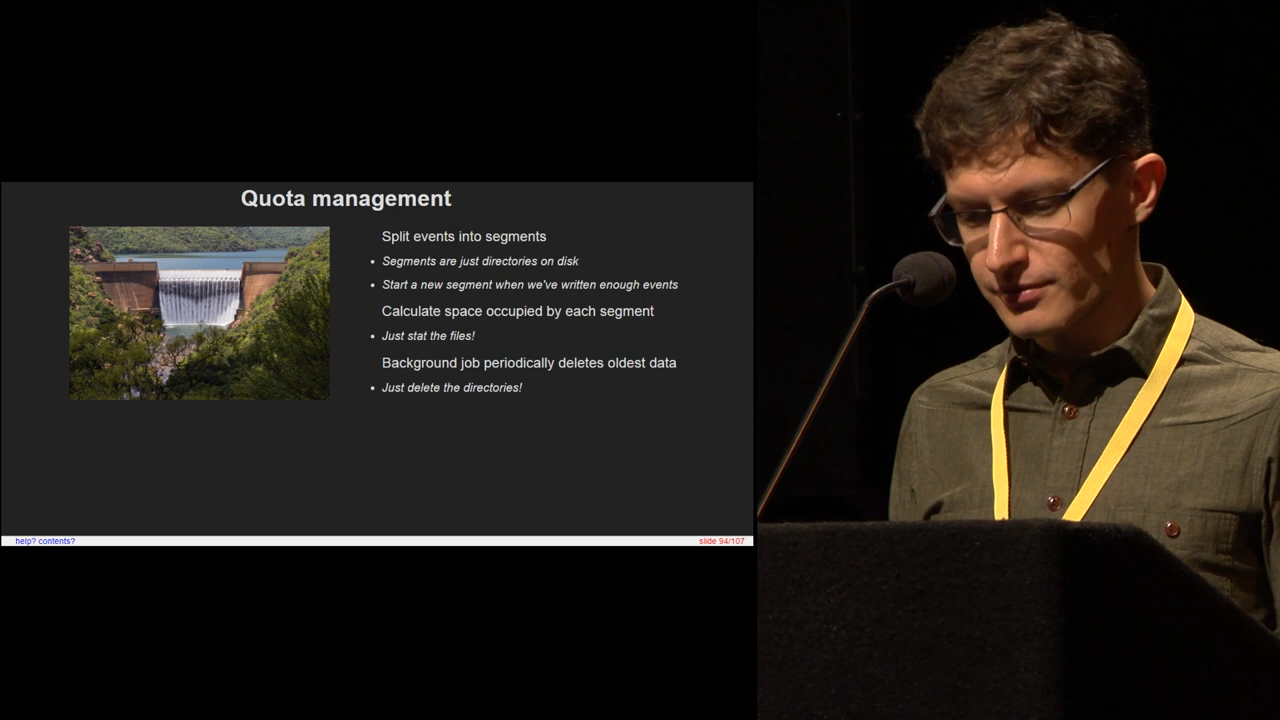 Quota management
Split events into segments
Segments are just directories on disk
Start a new segment when we've written enough events
Calculate space occupied by each segment
Just stat the files!
Background job periodically deletes oldest data
Just delete the directories!
help? contents?
slide 94/107